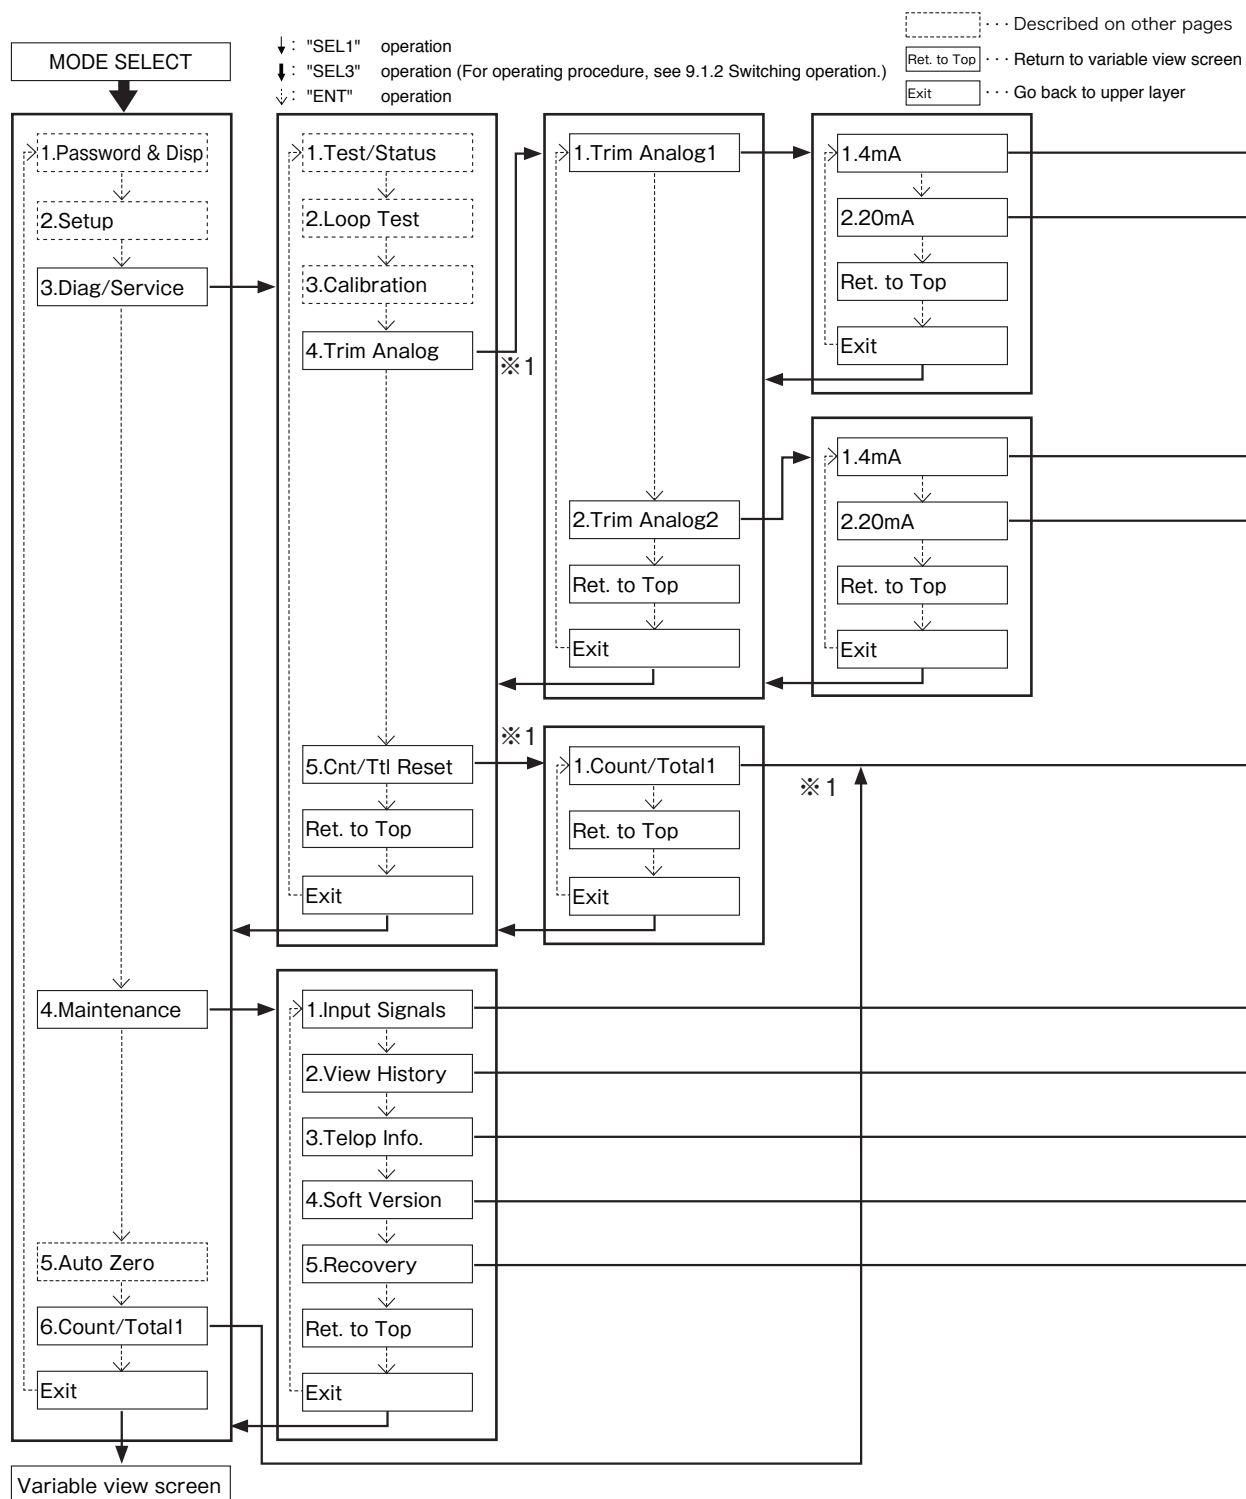 MODE SELECT
: "SEL1" operation
: "SEL3" operation (For operating procedure, see 9.1.2 Switching operation.)
: "ENT" operation
··· Described on other pages
Ret. to Top ··· Return to variable view screen
Exit ··· Go back to upper layer
1.Password & Disp
2.Setup
3.Diag/Service
4.Maintenance
5.Auto Zero
6.Count/Total1
Exit
Variable view screen
1.Test/Status
2.Loop Test
3.Calibration
4.Trim Analog
※1
5.Cnt/Ttl Reset
※1
Ret. to Top
Exit
1.Trim Analog1
2.Trim Analog2
Ret. to Top
Exit
1.4mA
2.20mA
Ret. to Top
Exit
1.4mA
2.20mA
Ret. to Top
Exit
1.Count/Total1
※1
Ret. to Top
Exit
1.Input Signals
2.View History
3.Telop Info.
4.Soft Version
5.Recovery
Ret. to Top
Exit